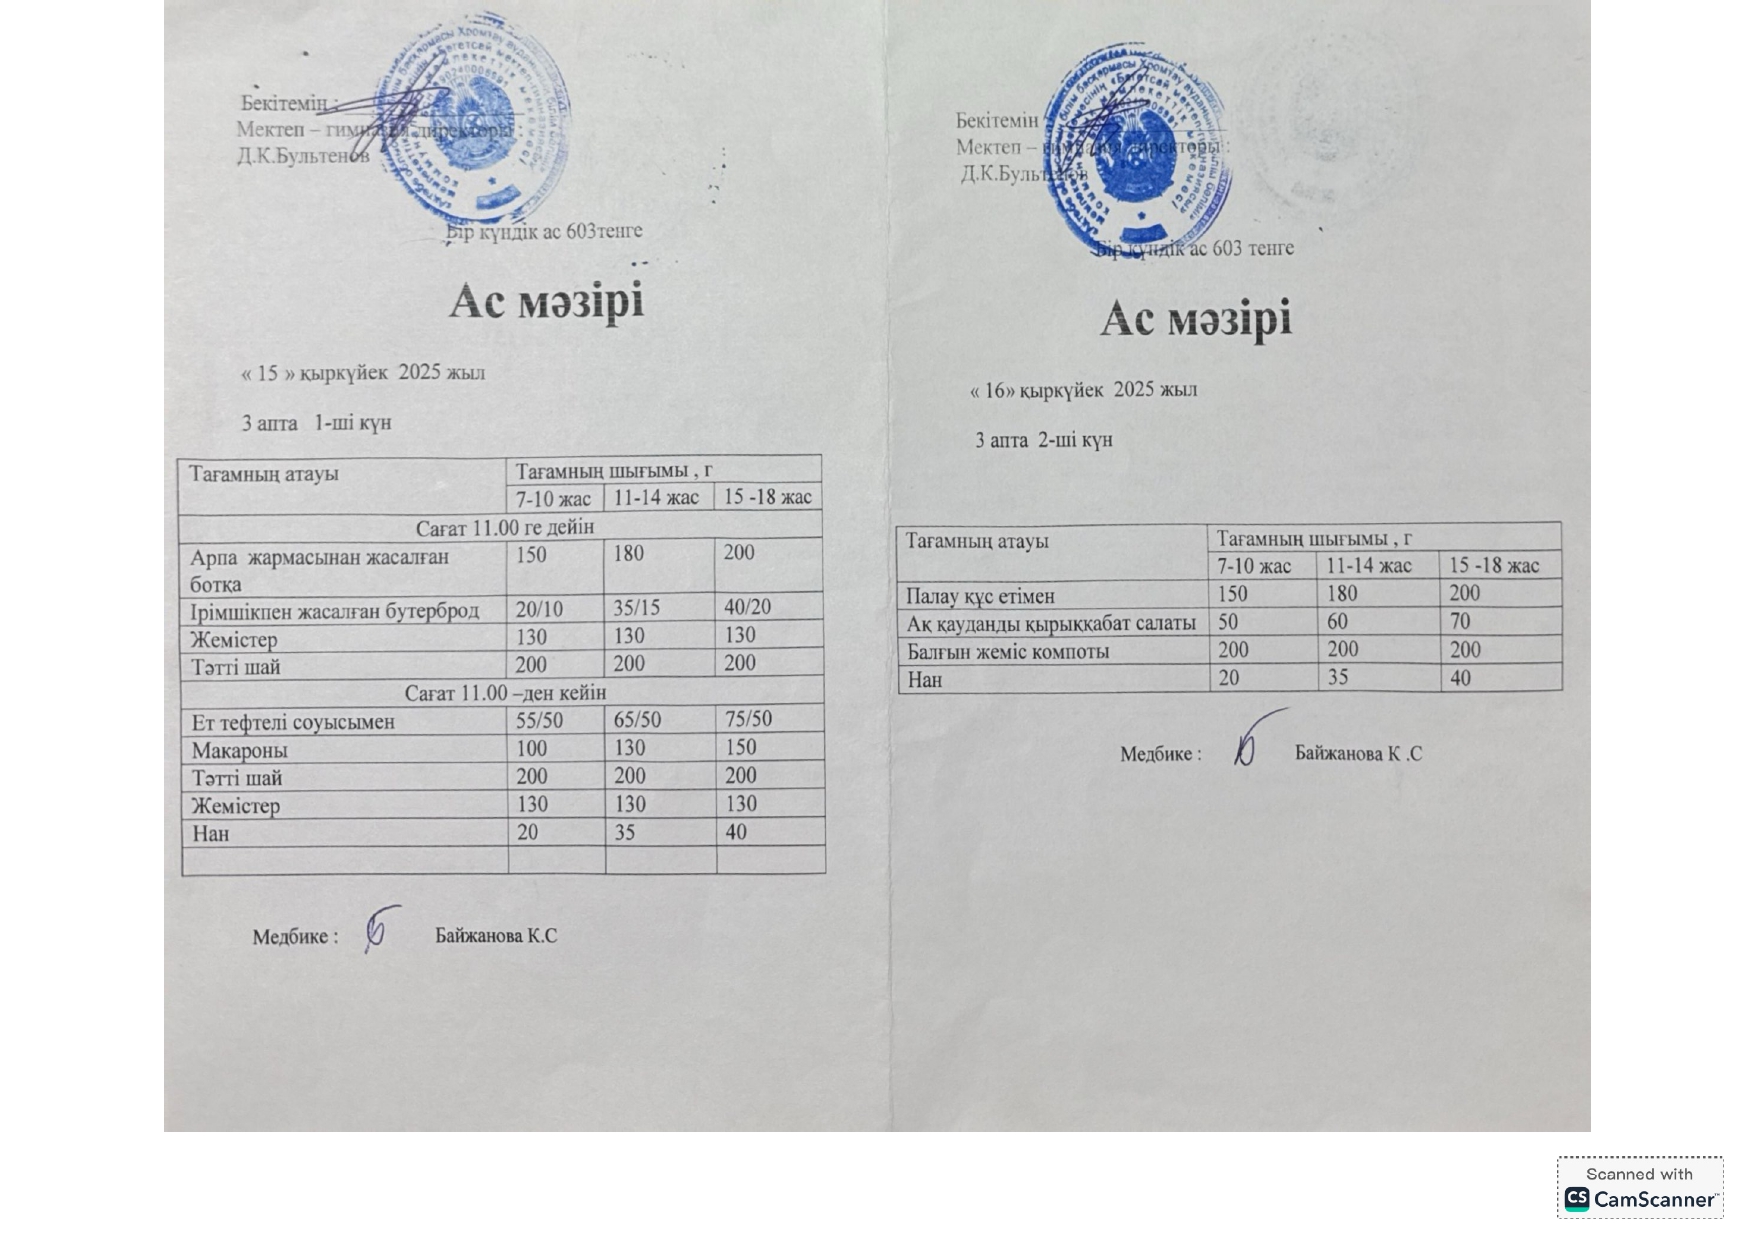 Бекітемін :
Мектеп – гимназия директоры
Д.К.Бультенов
Бір күндік ас 603тенге
Ас мәзірі
« 15 » қыркүйек 2025 жыл
3 апта 1-ші күн
Тағамның атауы Тағамның шығымы , г
7-10 жас 11-14 жас 15 -18 жас
Сағат 11.00 ге дейін
Арпа жармасынан жасалған 150 180 200
ботқа
Ірімшікпен жасалған бутерброд 20/10 35/15 40/20
Жемістер 130 130 130
Тәтті шай 200 200 200
Сағат 11.00 –ден кейін
Ет тефтелі соуысымен 55/50 65/50 75/50
Макароны 100 130 150
Тәтті шай 200 200 200
Жемістер 130 130 130
Нан 20 35 40
Медбике : Байжанова К.С
Бекітемін
Мектеп – гимназия директоры :
Д.К.Бультенов
Бір күндік ас 603 тенге
Ас мәзірі
« 16» қыркүйек 2025 жыл
3 апта 2-ші күн
Тағамның атауы Тағамның шығымы , г
7-10 жас 11-14 жас 15 -18 жас
Палау құс етімен 150 180 200
Ақ қауданды қырыққабат салаты 50 60 70
Балғын жеміс компоты 200 200 200
Нан 20 35 40
Медбике : Байжанова К .С
Scanned with
CS CamScanner